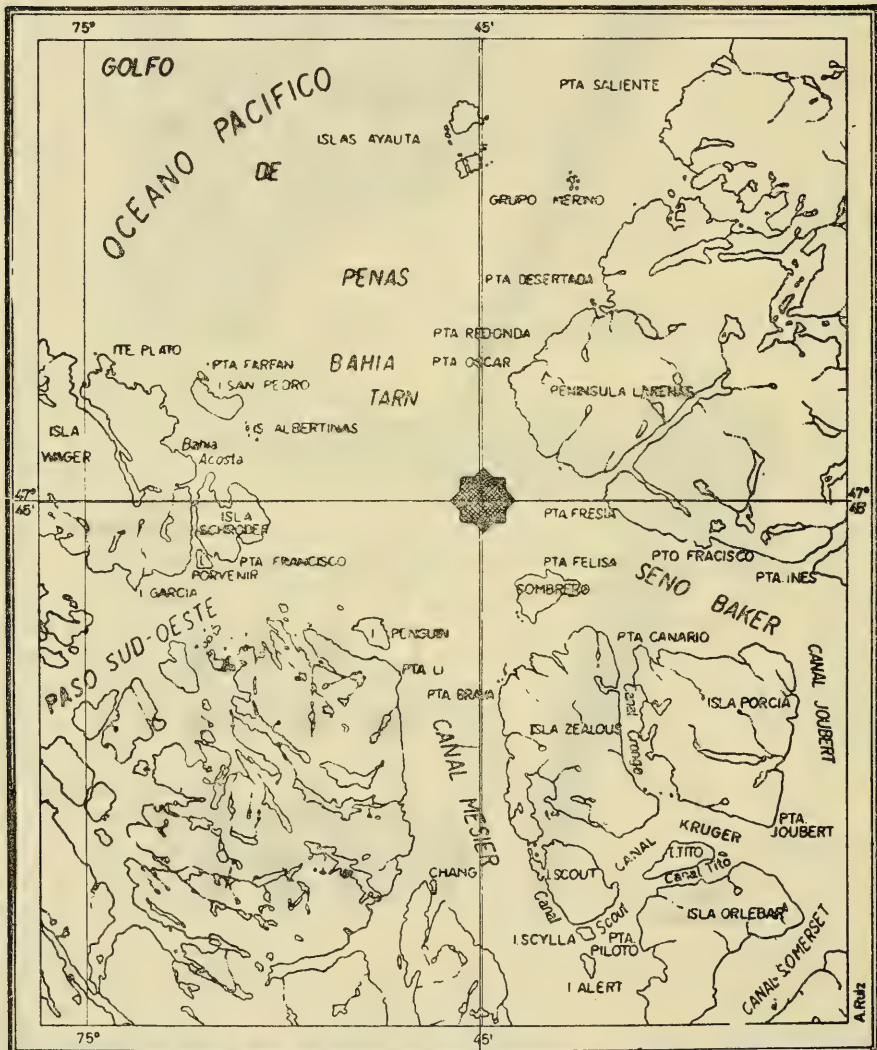 75°
45'
GOLFO
OCEANO PACIFICO
DE
PENAS
PTA SALIENTE
ISLAS AYAUTA
GRUPO MERINO
PTA DESERTADA
PTA REDONDA
PTA OSCAR
BAHIA
TARN
PENINSULA LARENAS
ITE PLATO
PTA FARFAN
I SAN PEDRO
IS ALBERTINAS
ISLA
WAGER
Bahia
Acosta
47°
45'
47°
ISLA
SCHRÖDER
PTA FRESIA
PTA FRANCISCO
PORVENIR
I GARCIA
PTA FELISA
SOMBRERO
PTO FRACISCO
PTA. INES
SENO BAKER
PASO SUD-OESTE
I PENGUIN
PTA LI
PTA BRAVA
PTA CANARIO
CANAL JOUBERT
ISLA ZEALOUS
ISLA PORCIA
CANAL MESIER
PTA.
JOUBERT
CANAL KRUGER
I.TITO
Canal Tito
CHANG
I.SCOUT
Canal Scout
ISLA ORLEBAR
I.SCYLLA
PTA.
PILOTO
I ALERT
CANAL SOMERSET
A.Ruiz
75°
45'